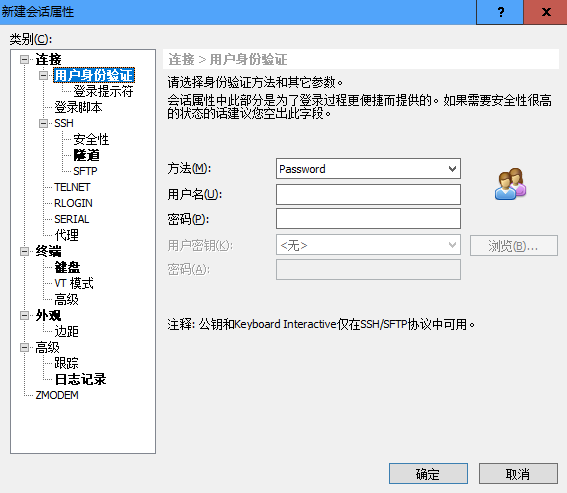 新建会话属性
?
X
类别(C):
连接
用户身份验证
登录提示符
登录脚本
SSH
安全性
隧道
SFTP
TELNET
RLOGIN
SERIAL
代理
终端
键盘
VT 模式
高级
外观
边距
高级
跟踪
日志记录
ZMODEM
连接 > 用户身份验证
请选择身份验证方法和其它参数。
会话属性中此部分是为了登录过程更便捷而提供的。如果需要安全性很高
的状态的话建议您空出此字段。
方法(M):
Password
用户名(U):
密码(P):
用户密钥(K):
<无>
浏览(B)...
密码(A):
注释: 公钥和Keyboard Interactive仅在SSH/SFTP协议中可用。
确定
取消